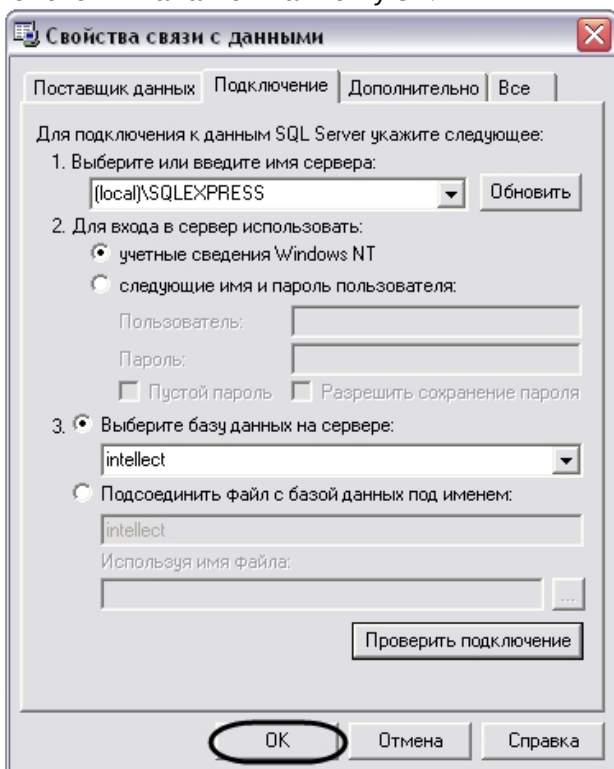 Свойства связи с данными
Поставщик данных Подключение Дополнительно Все
Для подключения к данным SQL Server укажите следующее:
1. Выберите или введите имя сервера:
(local)\SQLEXPRESS Обновить
2. Для входа в сервер использовать:
учетные сведения Windows NT
следующие имя и пароль пользователя:
Пользователь:
Пароль:
Пустой пароль Разрешить сохранение пароля
3. Выберите базу данных на сервере:
intellect
Подсоединить файл с базой данных под именем:
intellect
Используя имя файла:
...
Проверить подключение
OK Отмена Справка